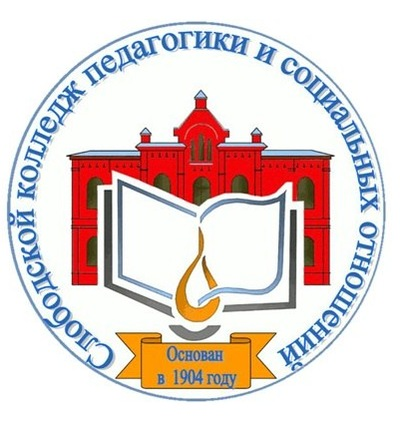 Слободской колледж педагогики и социальных отношений
Основан
в 1904 году